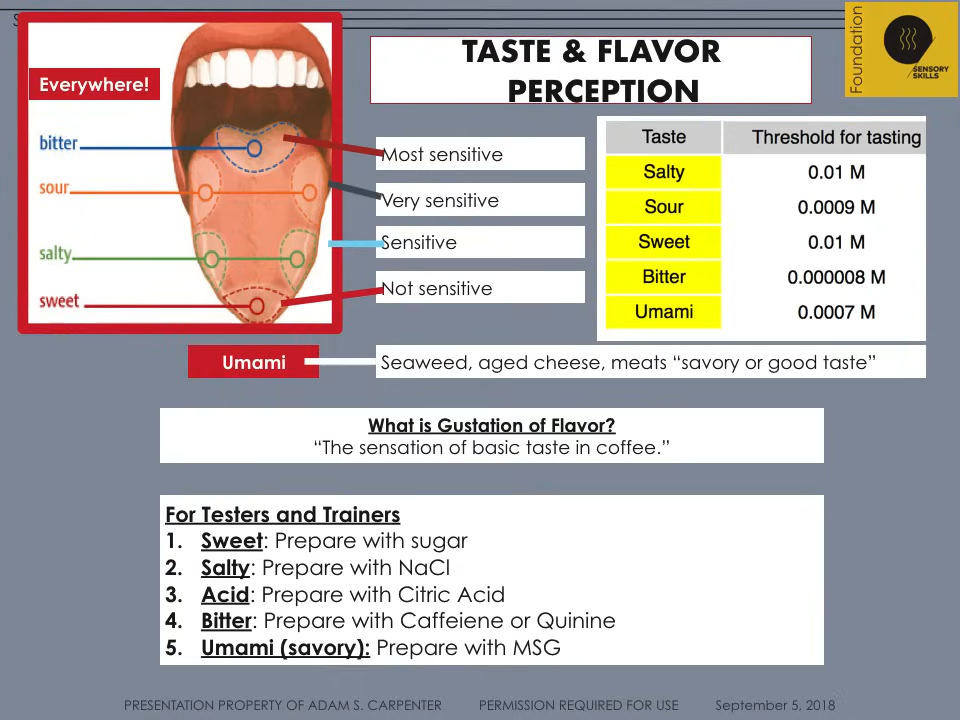 S
TASTE & FLAVOR
PERCEPTION
Foundation
SENSORY
SKILLS
Everywhere!
bitter
sour
salty
sweet
Most sensitive
Very sensitive
Sensitive
Not sensitive
Taste Threshold for tasting
Salty 0.01 M
Sour 0.0009 M
Sweet 0.01 M
Bitter 0.000008 M
Umami 0.0007 M
Umami
Seaweed, aged cheese, meats “savory or good taste”
What is Gustation of Flavor?
“The sensation of basic taste in coffee.”
For Testers and Trainers
1. Sweet: Prepare with sugar
2. Salty: Prepare with NaCl
3. Acid: Prepare with Citric Acid
4. Bitter: Prepare with Caffeiene or Quinine
5. Umami (savory): Prepare with MSG
PRESENTATION PROPERTY OF ADAM S. CARPENTER PERMISSION REQUIRED FOR USE September 5, 2018